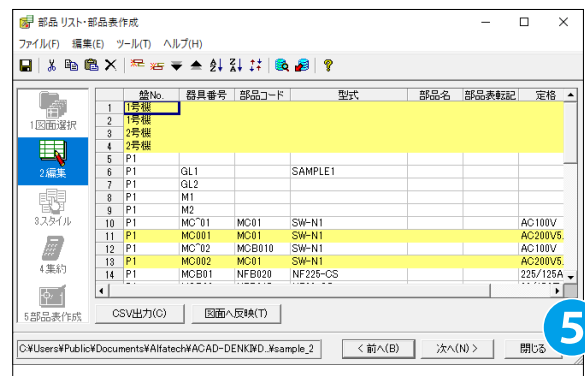 部品 リスト・部品表作成
ファイル(F) 編集(E) ツール(T) ヘルプ(H)
盤No. 器具番号 部品コード 型式 部品名 部品表転記 定格
1 1号機
2 1号機
3 2号機
4 2号機
5 P1
6 P1 GL1 SAMPLE1
7 P1 GL2
8 P1 M1
9 P1 M2
10 P1 MC^01 MC01 SW-N1 AC100V
11 P1 MC001 MC01 SW-N1 AC200V5.
12 P1 MC^02 MCB010 SW-N1 AC100V
13 P1 MC002 MC01 SW-N1 AC200V5.
14 P1 MCB01 NFB020 NF225-CS 225/125A
1図面選択
2編集
3.スタイル
4.集約
5部品表作成
CSV出力(C) 図面へ反映(T)
5
C:¥Users¥Public¥Documents¥Alfatech¥ACAD-DENKI¥D..¥sample_2 < 前へ(B) 次へ(N) > 閉じる